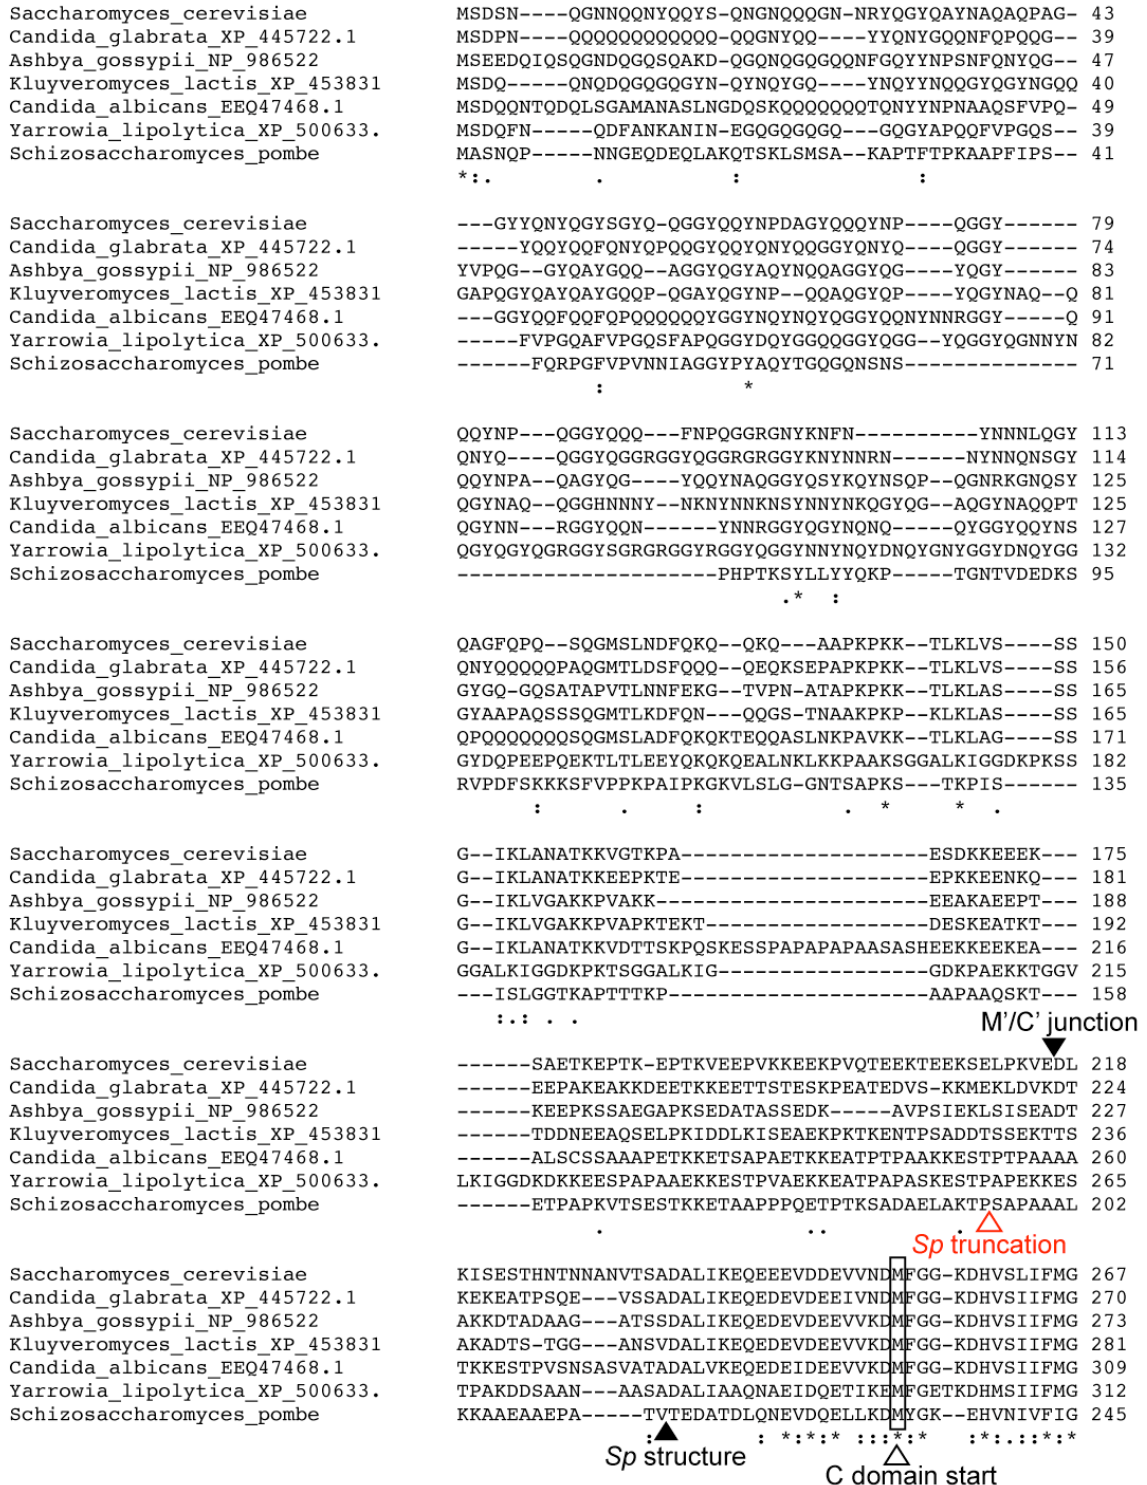 Saccharomyces_cerevisiae MSDSN----QGNNQQNYQQYS-QNGNQQQGN-NRYQGYQAYNAQAQPAG- 43
Candida_glabrata_XP_445722.1 MSDPN----QQQQQQQQQQQQ-QQGNYQQ---YYQNYGQQNFQPQQG-- 39
Ashbya_gossypii_NP_986522 MSEEDQIQSQGNDQGQSQAKD-QGQNQGQGQQNFGQYYNPSNFQNYQG-- 47
Kluyveromyces_lactis_XP_453831 MSDQ-----QNQDQGQGQGYN-QYNQYGQ----YNQYYNQQGYQGYNGQQ 40
Candida_albicans_EEQ47468.1 MSDQQNTQDQLSGAMANASLNGDQSKQQQQQQQTQNYYNPNAAQSFVPQ- 49
Yarrowia_lipolytica_XP_500633. MSDQFN-----QDFANKANIN-EGQGQGQGQ---GQGYAPQQFVPGQS-- 39
Schizosaccharomyces_pombe MASNQP-----NNGEQDEQLAKQTSKLSMSA--KAPTFTPKAAPFIPS-- 41
*:. . : :
Saccharomyces_cerevisiae ---GYYQNYQGYSGYQ-QGGYQQYNPDAGYQQQYNP----QGGY------ 79
Candida_glabrata_XP_445722.1 -----YQQYQQFQNYQPQQGYQQYQNYQQGGYQNYQ----QGGY------ 74
Ashbya_gossypii_NP_986522 YVPQG--GYQAYGQQ--AGGYQGYAQYNQQAGGYQG----YQGY------ 83
Kluyveromyces_lactis_XP_453831 GAPQGYQAYQAYGQQP-QGAYQGYNP--QQAQGYQP----YQGYNAQ--Q 81
Candida_albicans_EEQ47468.1 ---GGYQQFQQFQPQQQQQQYGGYNQYNQYQGGYQQNYNNRGGY-----Q 91
Yarrowia_lipolytica_XP_500633. -----FVPGQAFVPGQSFAPQGGYDQYGGQQGGYQGG--YQGGYQGNNYN 82
Schizosaccharomyces_pombe ------FQRPGFVPVNNIAGGYPYAQYTGQGQNSNS-------------- 71
: *
Saccharomyces_cerevisiae QQYNP---QGGYQQQ---FNPQGGRGNYKNFN----------YNNNLQGY 113
Candida_glabrata_XP_445722.1 QNYQ----QGGYQGGRGGYQGGRGRGGYKNYNNRN-------NYNNQNSGY 114
Ashbya_gossypii_NP_986522 QQYNPA--QAGYQG---YQQYNAQGGYQSYKQYNSQP--QGNRKGNQSY 125
Kluyveromyces_lactis_XP_453831 QGYNAQ--QGGHNNNY--NKNYNNKNSYNNYNKQGYQG--AQGYNAQQPT 125
Candida_albicans_EEQ47468.1 QGYNN---RGGYQQN------YNNRGGYQGYNQNQ-----QYGGYQQYNS 127
Yarrowia_lipolytica_XP_500633. QGYQGYQGRGGYSGRGRGGYRGGYQGGYNNYNQYDNQYGNYGGYDNQYGG 132
Schizosaccharomyces_pombe ---------------------PHPTKSYLLYYQKP-----TGNTVDEDKS 95
.* :
Saccharomyces_cerevisiae QAGFQPQ--SQGMSLNDFQKQ--QKQ---AAPKPKK--TLKLVS----SS 150
Candida_glabrata_XP_445722.1 QNYQQQQQPAQGMTLDSFQQQ--QEQKSEPAPKPKK--TLKLVS----SS 156
Ashbya_gossypii_NP_986522 GYGQ-GQSATAPVTLNNFEKG--TVPN-ATAPKPKK--TLKLAS----SS 165
Kluyveromyces_lactis_XP_453831 GYAAPAQSSSQGMTLKDFQN---QQGS-TNAAKPKP--KLKLAS----SS 165
Candida_albicans_EEQ47468.1 QPQQQQQQQSQGMSLADFQKQKTEQQASLNKPAVKK--TLKLAG----SS 171
Yarrowia_lipolytica_XP_500633. GYDQPEEPQEKTLTLEEYQKQKQEALNKLKKPAAKSGGALKIGGDKPKSS 182
Schizosaccharomyces_pombe RVPDFSKKKSFVPPKPAIPKGKVLSLG-GNTSAPKS---TKPIS------ 135
: . : . * * .
Saccharomyces_cerevisiae G--IKLANATKKVGTKPA--------------------ESDKKEEEK--- 175
Candida_glabrata_XP_445722.1 G--IKLANATKKEEPKTE--------------------EPKKEENKQ--- 181
Ashbya_gossypii_NP_986522 G--IKLVGAKKPVAKK----------------------EEAKAEEPT--- 188
Kluyveromyces_lactis_XP_453831 G--IKLVGAKKPVAPKTEKT------------------DESKEATKT--- 192
Candida_albicans_EEQ47468.1 G--IKLANATKKVDTTSKPQSKESSPAPAPAPAASASHEEKKEEKEA--- 216
Yarrowia_lipolytica_XP_500633. GGALKIGGDKPKTSGGALKIG-----------------GDKPAEKKTGGV 215
Schizosaccharomyces_pombe ---ISLGGTKAPTTTKP---------------------AAPAAQSKT--- 158
:.: . .
M’/C’ junction
Saccharomyces_cerevisiae ------SAETKEPTK-EPTKVEEPVKKEEKPVQTEEKTEEKSELPKVEDL 218
Candida_glabrata_XP_445722.1 ------EEPAKEAKKDEETKKEETTSTESKPEATEDVS-KKMEKLDVKDT 224
Ashbya_gossypii_NP_986522 ------KEEPKSSAEGAPKSEDATASSEDK-----AVPSIEKLSISEADT 227
Kluyveromyces_lactis_XP_453831 ------TDDNEEAQSELPKIDDLKISEAEKPKTKENTPSADDTSSEKTTS 236
Candida_albicans_EEQ47468.1 ------ALSCSSAAAPETKKETSAPAETKKEATPTPAAKKESTPTPAAAA 260
Yarrowia_lipolytica_XP_500633. LKIGGDKDKKEESPAPAAEKKESTPVAEKKEATPAPASKESTPAPEKKES 265
Schizosaccharomyces_pombe ------ETPAPKVTSESTKKETAAPPPQETPTKSADAELAKTPSAPAAAL 202
. .. .
Sp truncation
Saccharomyces_cerevisiae KISESTHNTNNANVTSADALIKEQEEEVDDEVVNDMFGG-KDHVSLIFMG 267
Candida_glabrata_XP_445722.1 KEKEATPSQE---VSSADALIKEQEDEVDEEIVNDMFGG-KDHVSIIFMG 270
Ashbya_gossypii_NP_986522 AKKDTADAAG---ATSSDALIKEQEDEVDEEVVKDMFGG-KDHVSIIFMG 273
Kluyveromyces_lactis_XP_453831 AKADTS-TGG---ANSVDALIKEQEDEVDEEVVKDMFGG-KDHVSIIFMG 281
Candida_albicans_EEQ47468.1 TKKESTPVSNSASVATADALVKEQEDEIDEEVVKDMFGG-KDHVSIIFMG 309
Yarrowia_lipolytica_XP_500633. TPAKDDSAAN---AASADALIAAQNAEIDQETIKEMFGETKDHMSIIFMG 312
Schizosaccharomyces_pombe KKAAEAAEPA-----TVTEDATDLQNEVDQELLKDMYGK--EHVNIVFIG 245
: : *:*:* :::*:* :*:.::*:*
Sp structure
C domain start